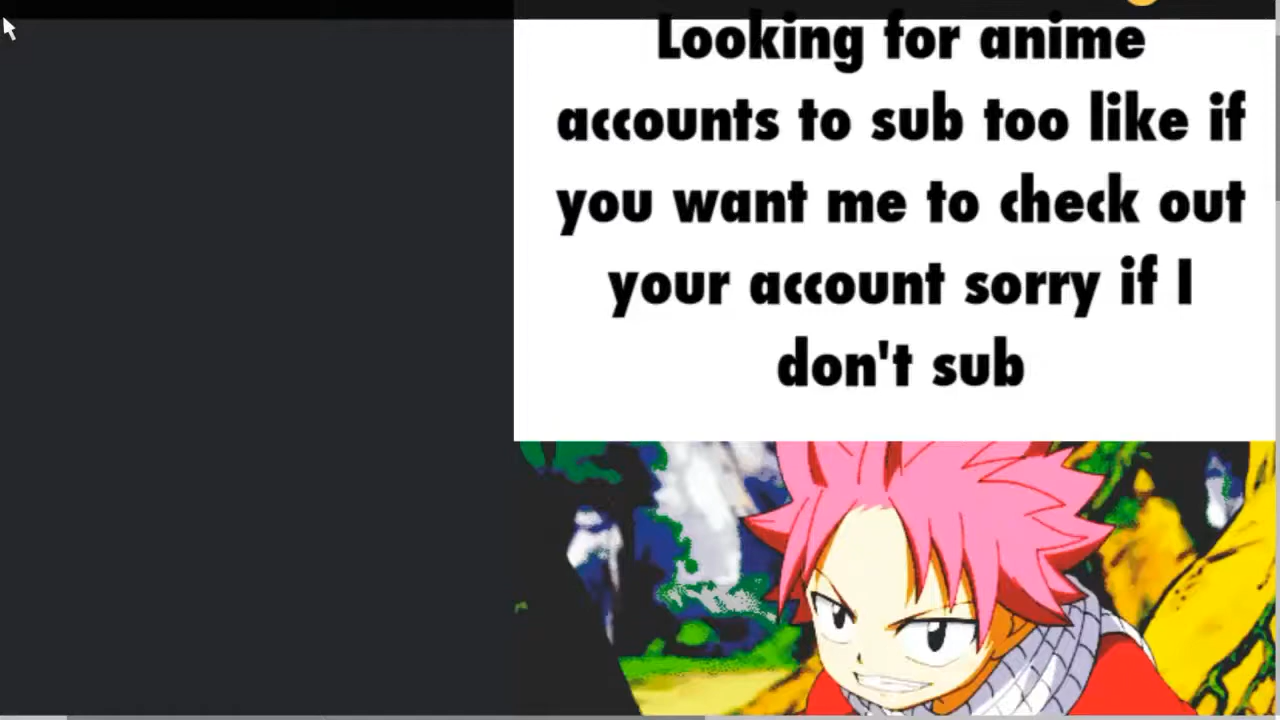 Looking for anime
accounts to sub too like if
you want me to check out
your account sorry if I
don't sub